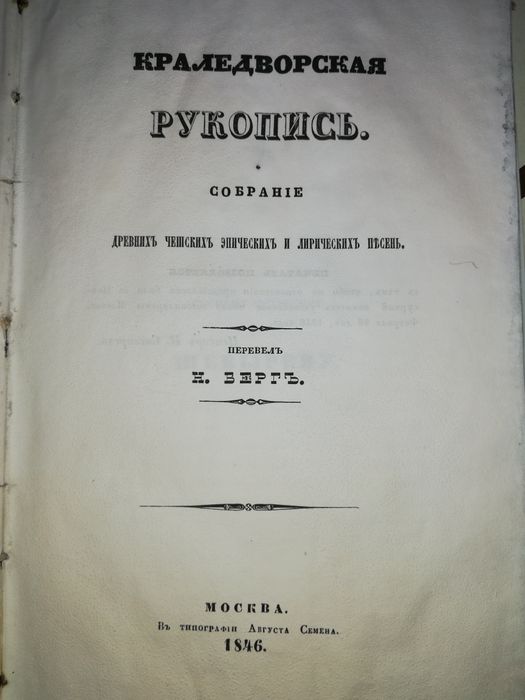 КРАЛЕДВОРСКАЯ
РУКОПИСЬ.
СОБРАНІЕ
ДРЕВНИХЪ ЧЕШСКИХЪ ЭПИЧЕСКИХЪ И ЛИРИЧЕСКИХЪ ПѢСЕНЬ.
ПЕРЕВЕЛЪ
Н. БЕРГЪ.
МОСКВА.
Въ типографіи Августа Семена.
1846.